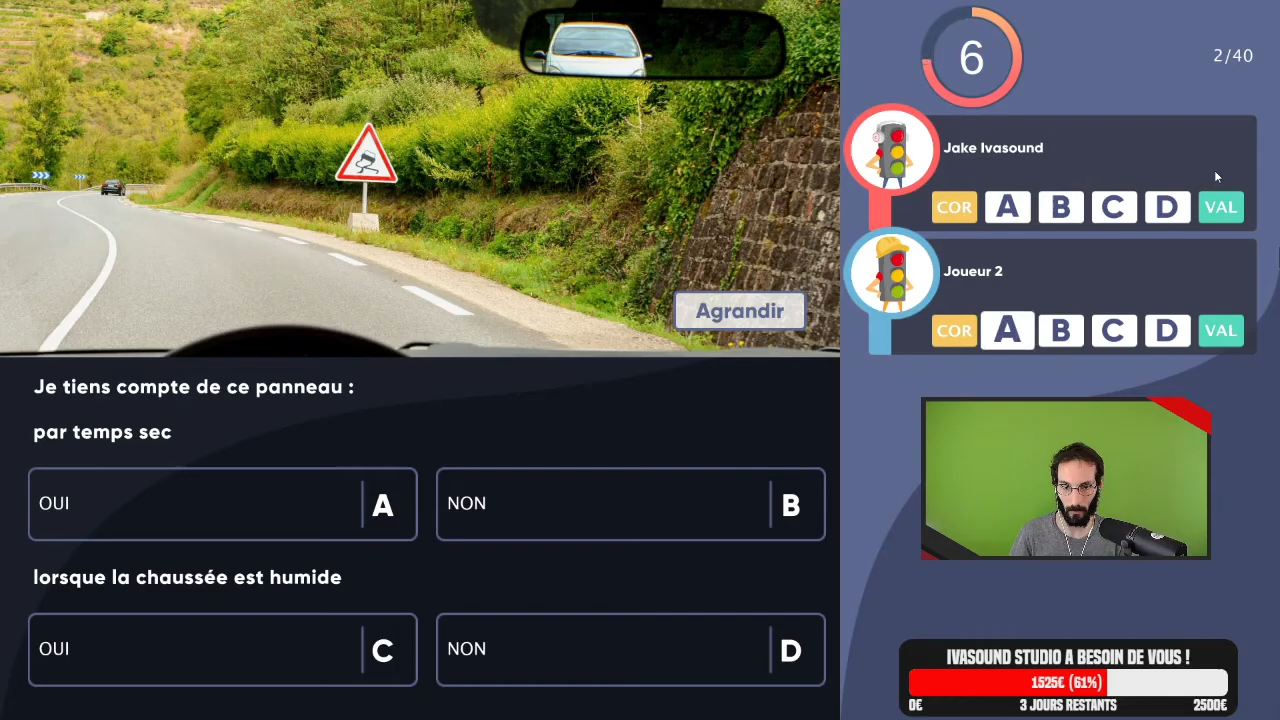 6
2/40
Jake Ivasound
COR A B C D VAL
Joueur 2
COR A B C D VAL
Agrandir
Je tiens compte de ce panneau :
par temps sec
OUI A
NON B
lorsque la chaussée est humide
OUI C
NON D
IVASOUND STUDIO A BESOIN DE VOUS !
1525€ (61%)
0€ 3 JOURS RESTANTS 2500€